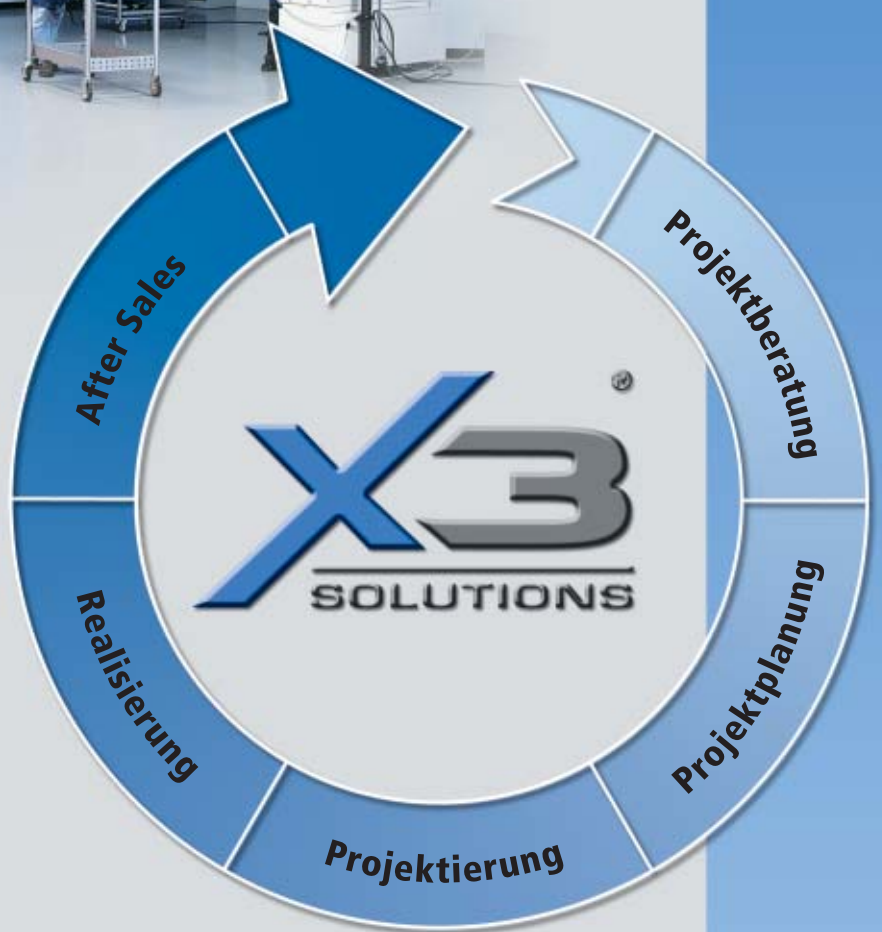 Projektberatung
Projektplanung
Projektierung
Realisierung
After Sales
X3®
SOLUTIONS